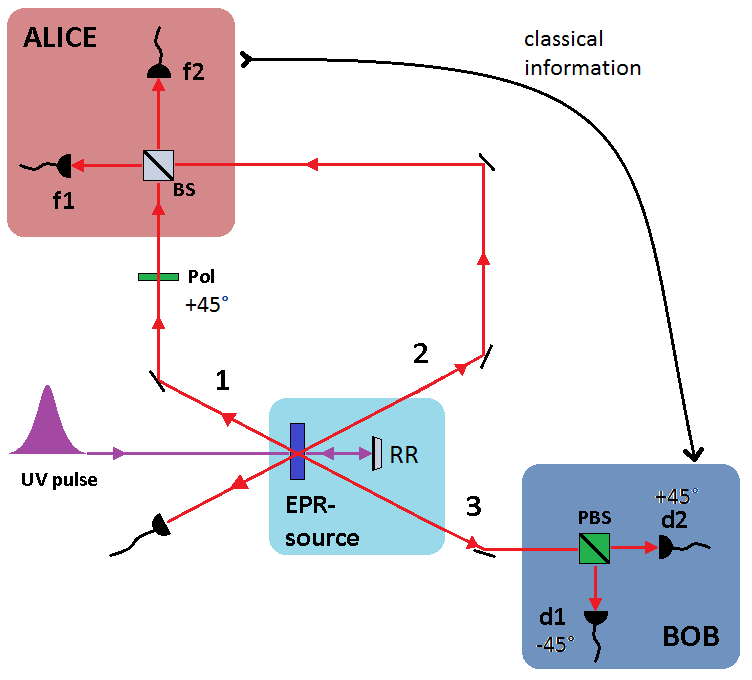 ALICE
classical
information
f2
f1
BS
Pol
+45°
2
1
UV pulse
RR
EPR-
source
3
+45°
PBS
d2
d1
-45°
BOB